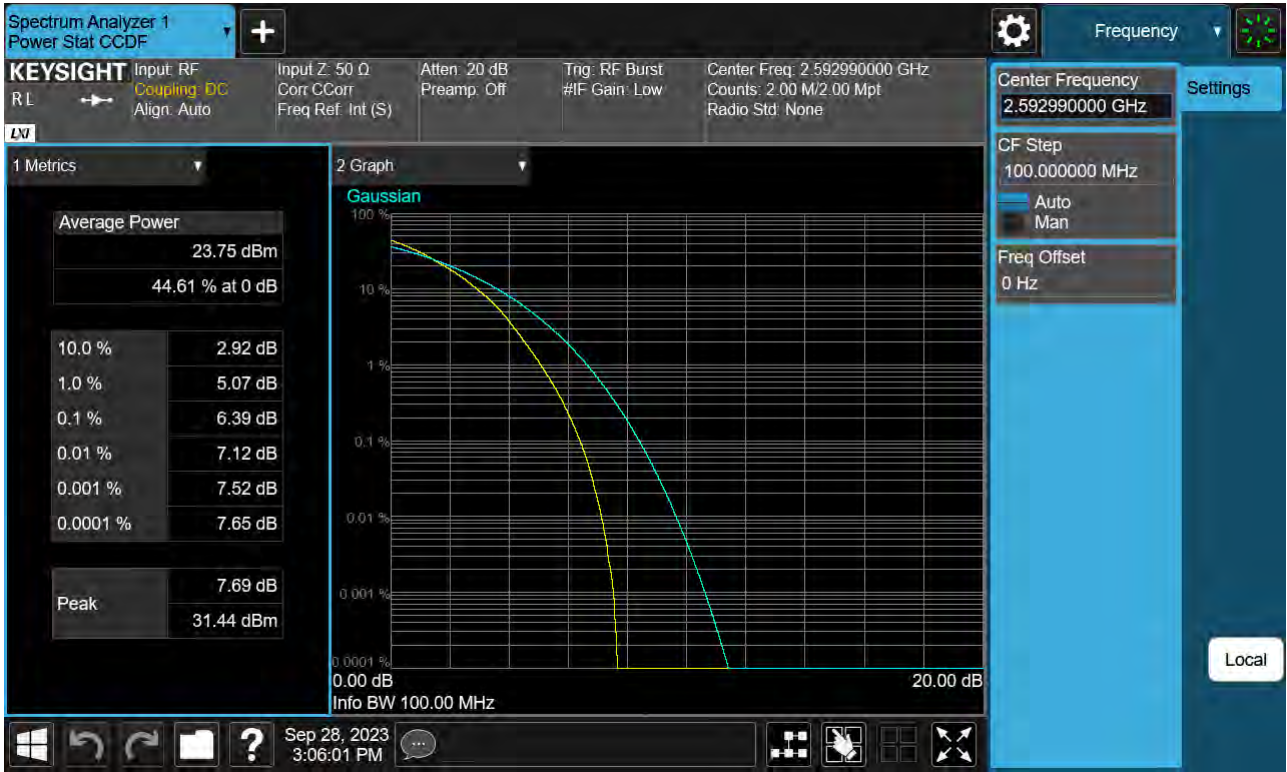 Spectrum Analyzer 1
Power Stat CCDF
Frequency
KEYSIGHT
RL
LXI
Input: RF
Coupling: DC
Align: Auto
Input Z: 50 Ω
Corr CCorr
Freq Ref: Int (S)
Atten: 20 dB
Preamp: Off
Trig: RF Burst
#IF Gain: Low
Center Freq: 2.592990000 GHz
Counts: 2.00 M/2.00 Mpt
Radio Std: None
Center Frequency
2.592990000 GHz
Settings
CF Step
100.000000 MHz
Auto
Man
Freq Offset
0 Hz
1 Metrics
Average Power
23.75 dBm
44.61 % at 0 dB
10.0 % 2.92 dB
1.0 % 5.07 dB
0.1 % 6.39 dB
0.01 % 7.12 dB
0.001 % 7.52 dB
0.0001 % 7.65 dB
Peak
7.69 dB
31.44 dBm
2 Graph
Gaussian
100 %
10 %
1 %
0.1 %
0.01 %
0.001 %
0.0001 %
0.00 dB 20.00 dB
Info BW 100.00 MHz
Local
?
Sep 28, 2023
3:06:01 PM